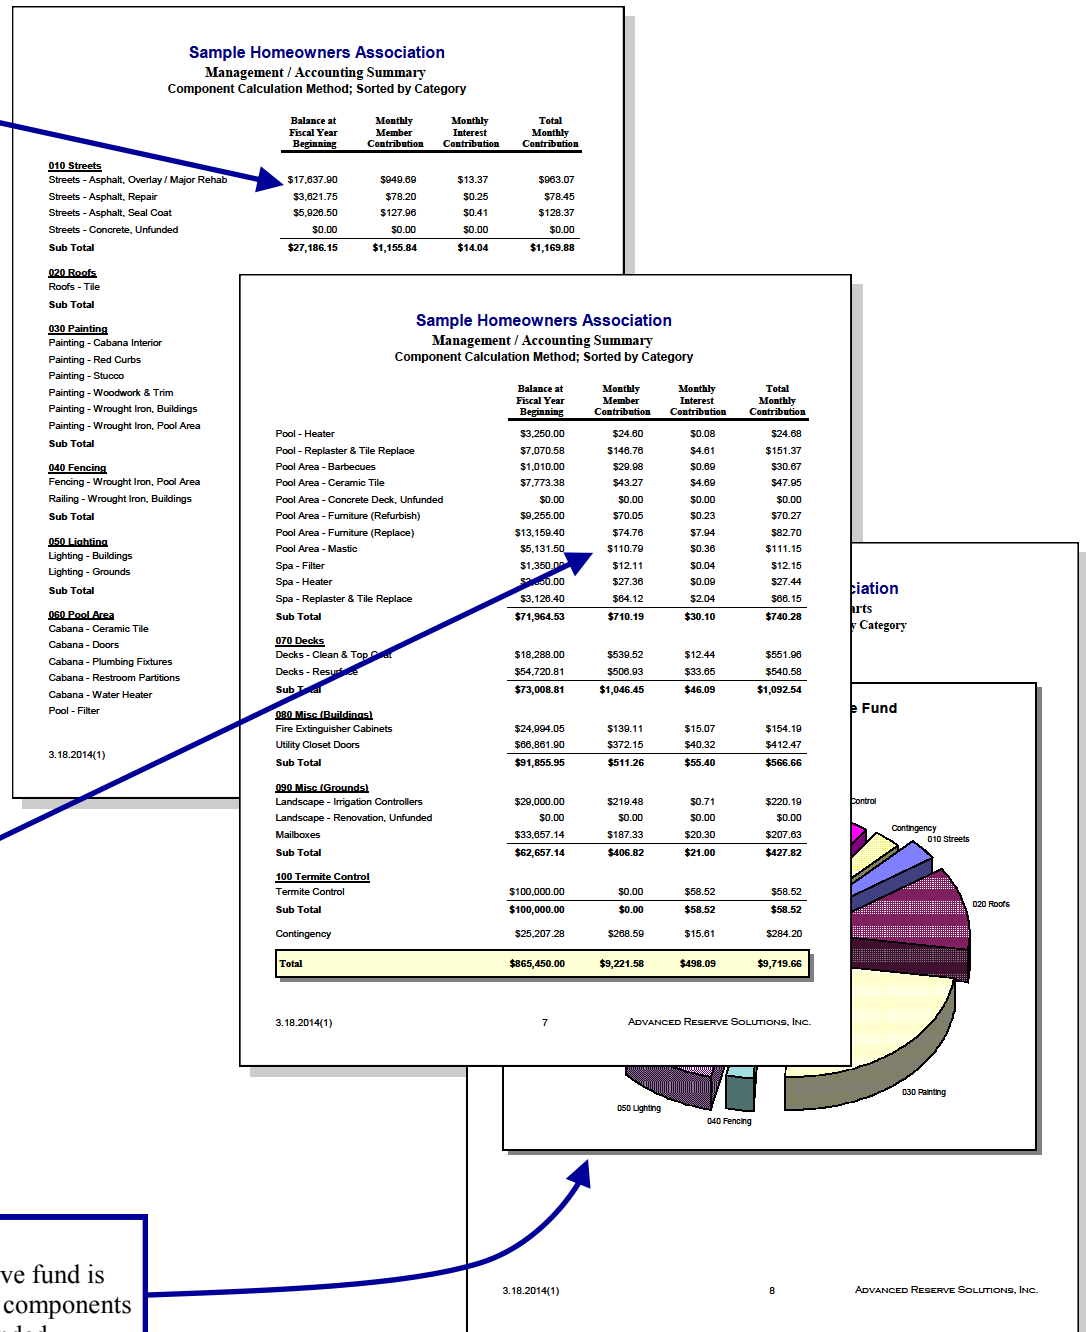 Sample Homeowners Association
Management / Accounting Summary
Component Calculation Method; Sorted by Category
Balance at Fiscal Year Beginning Monthly Member Contribution Monthly Interest Contribution Total Monthly Contribution
010 Streets
Streets - Asphalt, Overlay / Major Rehab $17,637.90 $949.69 $13.37 $963.07
Streets - Asphalt, Repair $3,621.75 $78.20 $0.25 $78.45
Streets - Asphalt, Seal Coat $5,926.50 $127.96 $0.41 $128.37
Streets - Concrete, Unfunded $0.00 $0.00 $0.00 $0.00
Sub Total $27,186.15 $1,155.84 $14.04 $1,169.88
020 Roofs
Roofs - Tile
Sub Total
030 Painting
Painting - Cabana Interior
Painting - Red Curbs
Painting - Stucco
Painting - Woodwork & Trim
Painting - Wrought Iron, Buildings
Painting - Wrought Iron, Pool Area
Sub Total
040 Fencing
Fencing - Wrought Iron, Pool Area
Railing - Wrought Iron, Buildings
Sub Total
050 Lighting
Lighting - Buildings
Lighting - Grounds
Sub Total
060 Pool Area
Cabana - Ceramic Tile
Cabana - Doors
Cabana - Plumbing Fixtures
Cabana - Restroom Partitions
Cabana - Water Heater
Pool - Filter
3.18.2014(1)
Sample Homeowners Association
Management / Accounting Summary
Component Calculation Method; Sorted by Category
Balance at Fiscal Year Beginning Monthly Member Contribution Monthly Interest Contribution Total Monthly Contribution
Pool - Heater $3,250.00 $24.60 $0.08 $24.68
Pool - Replaster & Tile Replace $7,070.58 $146.76 $4.61 $151.37
Pool Area - Barbecues $1,010.00 $29.98 $0.69 $30.67
Pool Area - Ceramic Tile $7,773.38 $43.27 $4.69 $47.95
Pool Area - Concrete Deck, Unfunded $0.00 $0.00 $0.00 $0.00
Pool Area - Furniture (Refurbish) $9,255.00 $70.05 $0.23 $70.27
Pool Area - Furniture (Replace) $13,159.40 $74.76 $7.94 $82.70
Pool Area - Mastic $5,131.50 $110.79 $0.36 $111.15
Spa - Filter $1,350.00 $12.11 $0.04 $12.15
Spa - Heater $27.36 $0.09 $27.44
Spa - Replaster & Tile Replace $3,126.40 $64.12 $2.04 $66.15
Sub Total $71,964.53 $710.19 $30.10 $740.28
070 Decks
Decks - Clean & Top Coat $18,288.00 $539.52 $12.44 $551.96
Decks - Resurface $54,720.81 $506.93 $33.65 $540.58
Sub Total $73,008.81 $1,046.45 $46.09 $1,092.54
080 Misc (Buildings)
Fire Extinguisher Cabinets $24,994.05 $139.11 $15.07 $154.19
Utility Closet Doors $66,861.90 $372.15 $40.32 $412.47
Sub Total $91,855.95 $511.26 $55.40 $566.66
090 Misc (Grounds)
Landscape - Irrigation Controllers $29,000.00 $219.48 $0.71 $220.19
Landscape - Renovation, Unfunded $0.00 $0.00 $0.00 $0.00
Mailboxes $33,657.14 $187.33 $20.30 $207.63
Sub Total $62,657.14 $406.82 $21.00 $427.82
100 Termite Control
Termite Control $100,000.00 $0.00 $58.52 $58.52
Sub Total $100,000.00 $0.00 $58.52 $58.52
Contingency $25,207.28 $268.59 $15.61 $284.20
Total $865,450.00 $9,221.58 $498.09 $9,719.66
3.18.2014(1) 7 Advanced Reserve Solutions, Inc.
ciation
arts
y Category
e Fund
Control
Contingency
010 Streets
020 Roofs
030 Painting
040 Fencing
050 Lighting
3.18.2014(1) 8 Advanced Reserve Solutions, Inc.
ve fund is
components